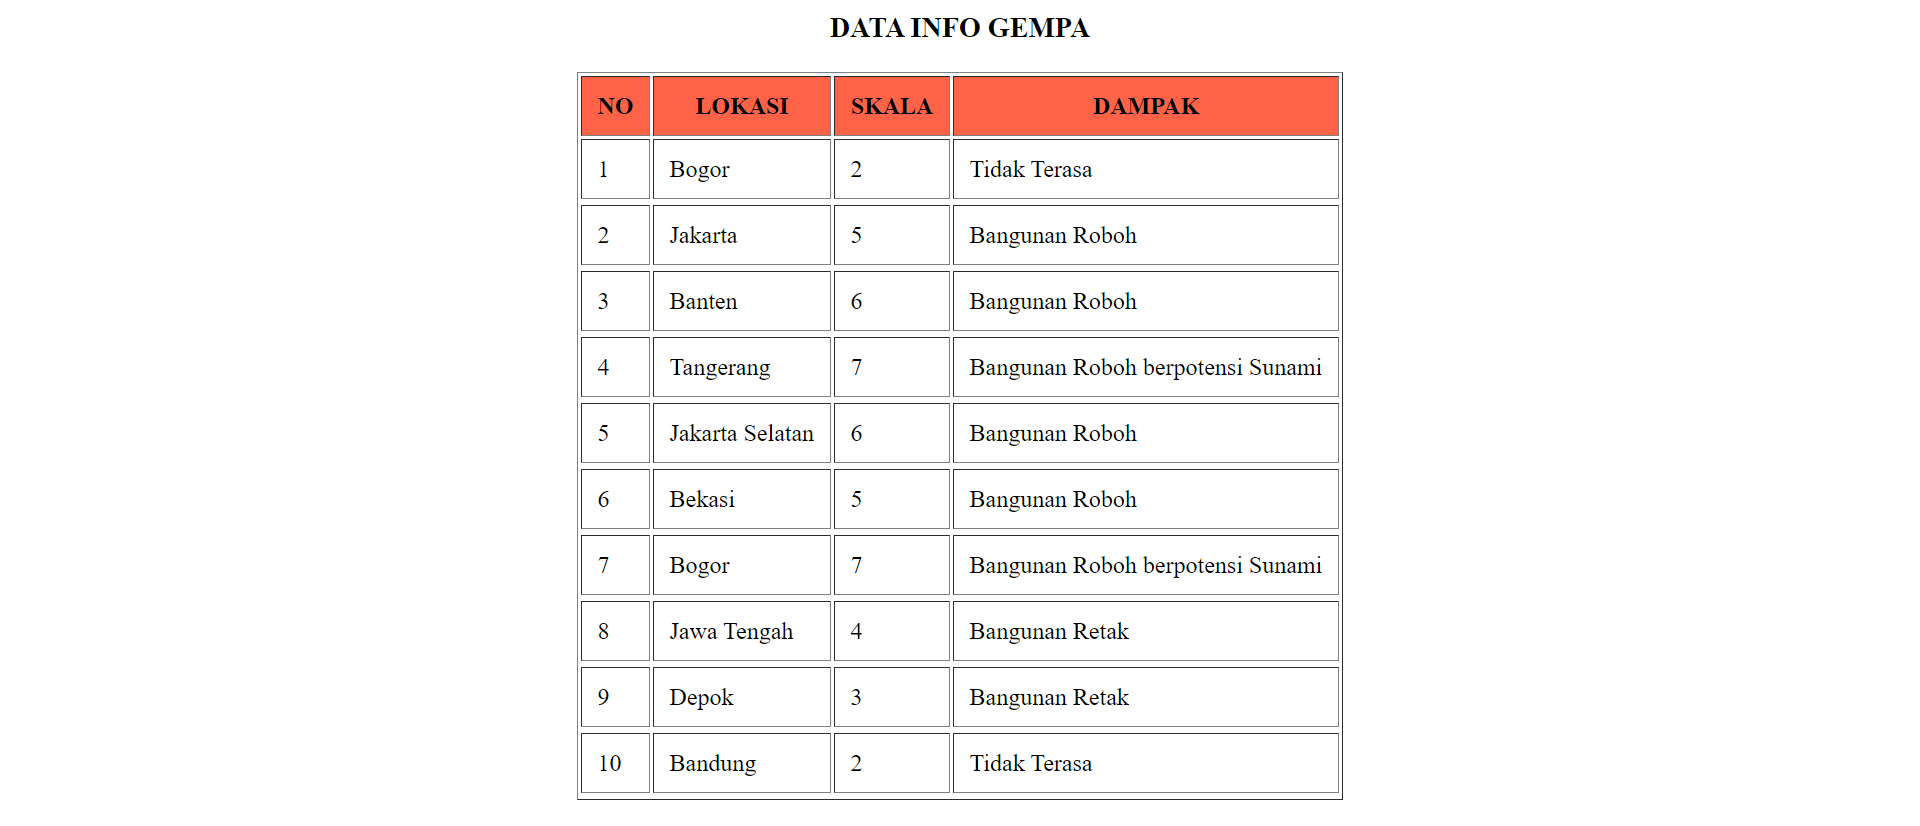 DATA INFO GEMPA
NO LOKASI SKALA DAMPAK
1 Bogor 2 Tidak Terasa
2 Jakarta 5 Bangunan Roboh
3 Banten 6 Bangunan Roboh
4 Tangerang 7 Bangunan Roboh berpotensi Sunami
5 Jakarta Selatan 6 Bangunan Roboh
6 Bekasi 5 Bangunan Roboh
7 Bogor 7 Bangunan Roboh berpotensi Sunami
8 Jawa Tengah 4 Bangunan Retak
9 Depok 3 Bangunan Retak
10 Bandung 2 Tidak Terasa